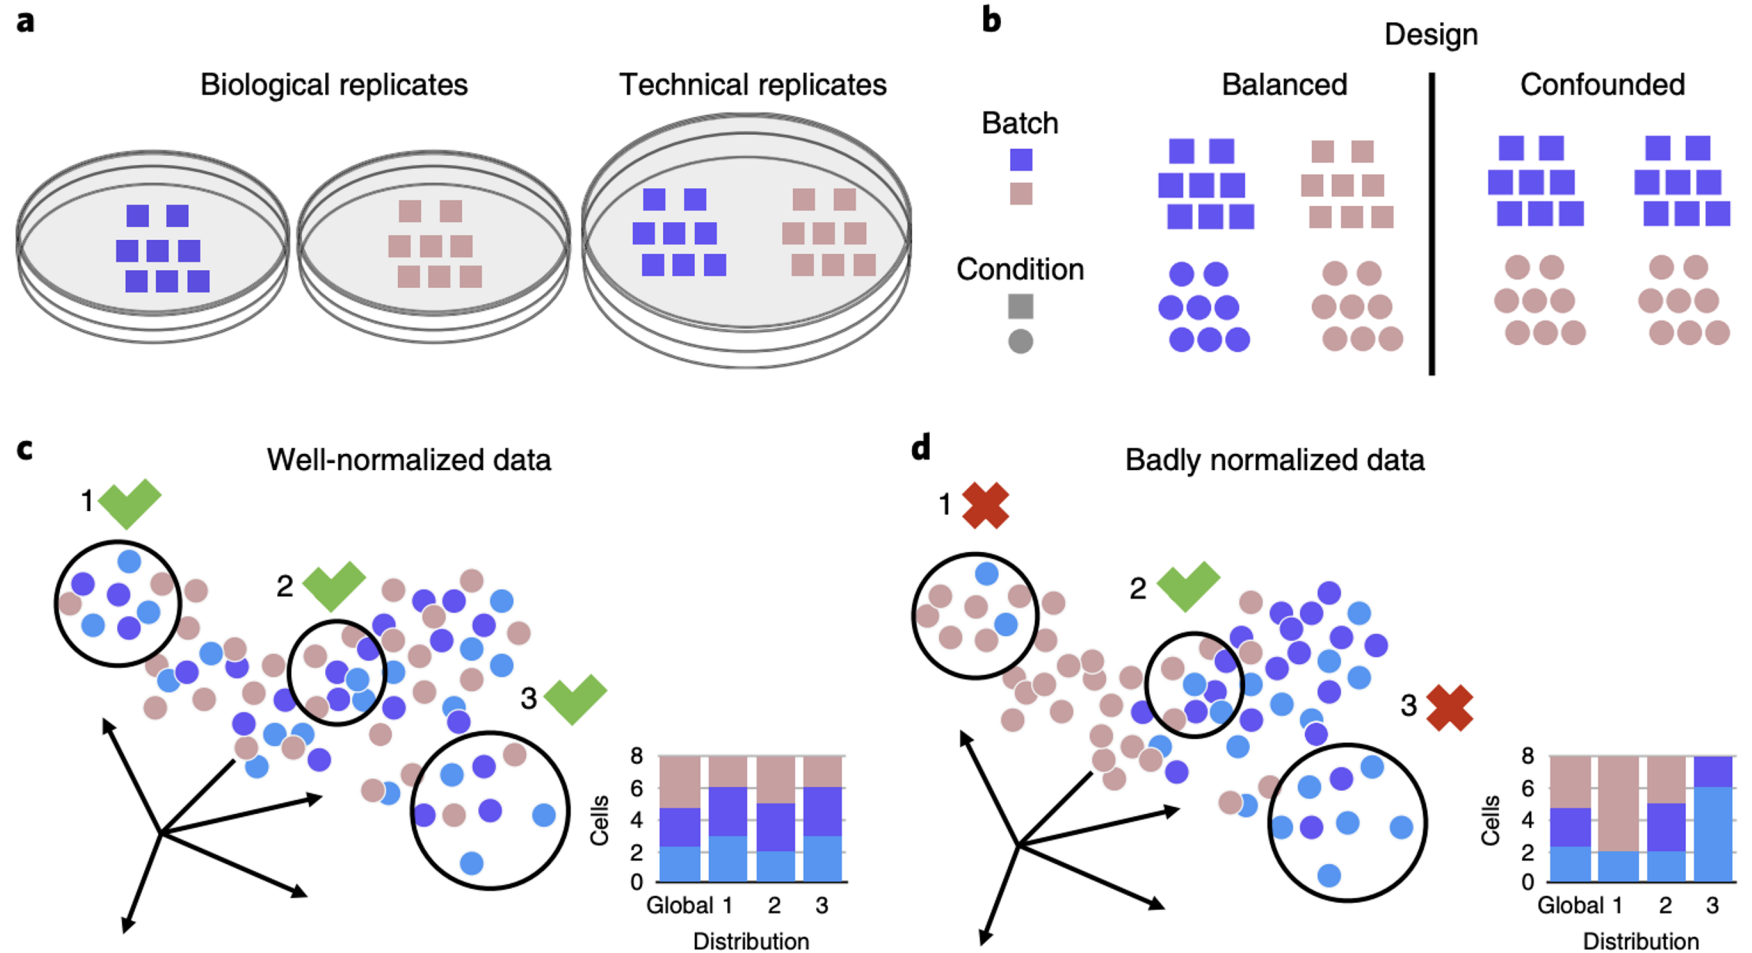 a
Biological replicates
Technical replicates
b
Design
Balanced
Confounded
Batch
Condition
c
Well-normalized data
1
2
3
8
6
4
2
0
Cells
Global 1 2 3
Distribution
d
Badly normalized data
1
2
3
8
6
4
2
0
Cells
Global 1 2 3
Distribution